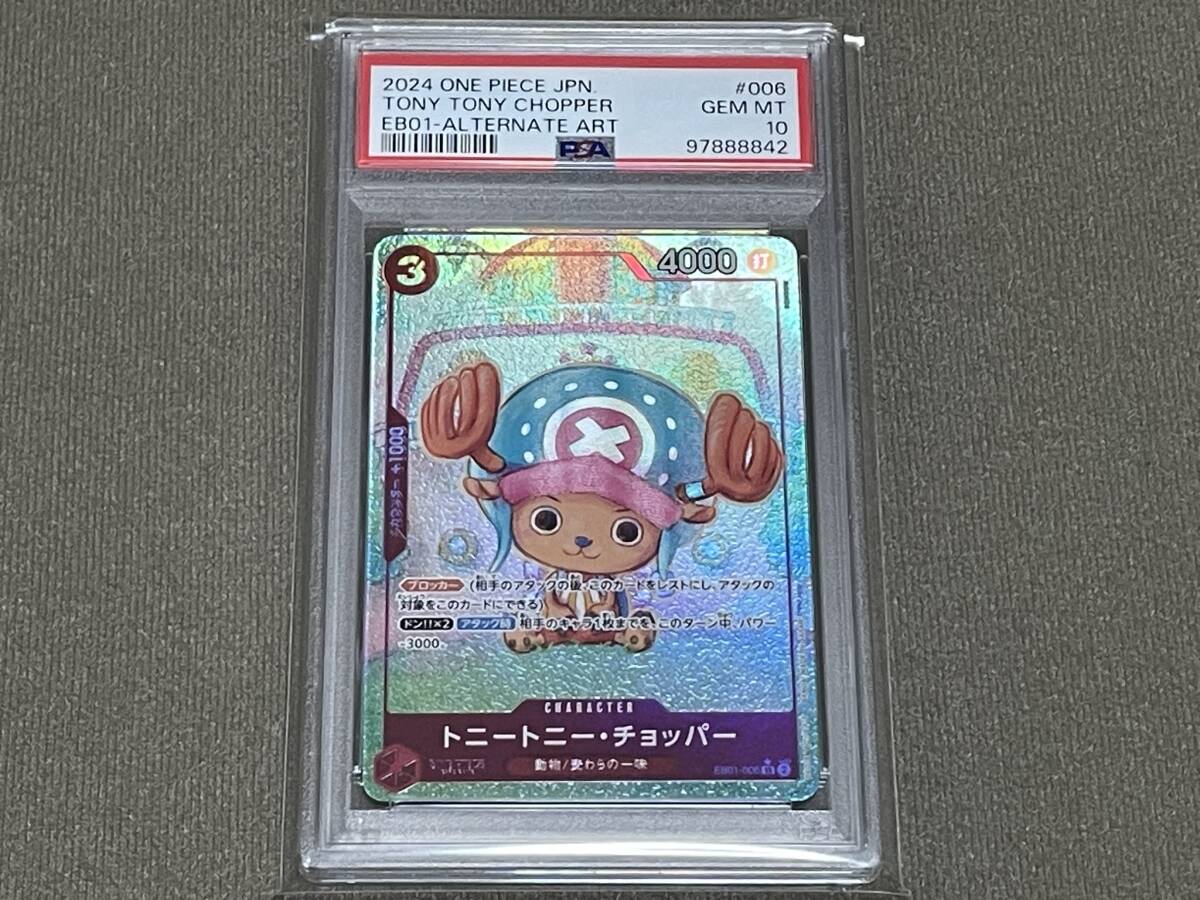 2024 ONE PIECE JPN. #006
TONY TONY CHOPPER GEM MT
EB01-ALTERNATE ART 10
PSA 97888842
3 4000 打
カウンター +1000
ブロッカー (相手のアタックの後、このカードをレストにし、アタックの
対象をこのカードにできる)
ドン!!×2 アタック時 相手のキャラ1枚までを、このターン中、パワー
-3000。
CHARACTER
トニートニー・チョッパー
動物/麦わらの一味
EB01-006